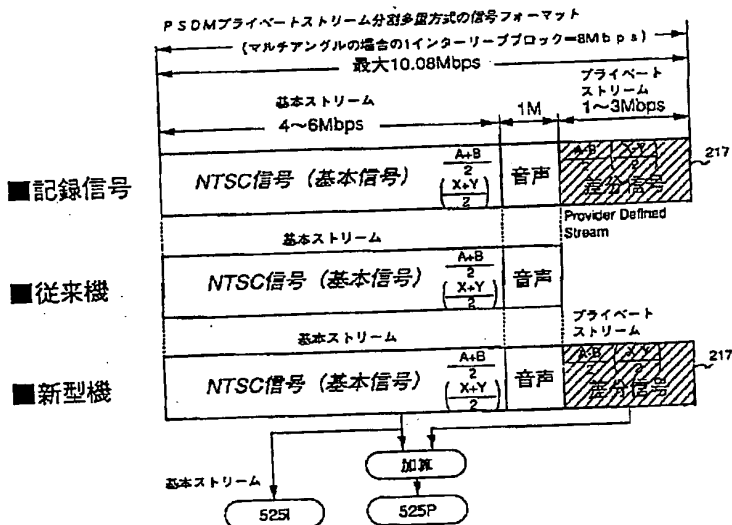 PSDMプライベートストリーム分割多重方式の信号フォーマット
(マルチアングルの場合の1インターリーブブロック=8Mbps)
最大10.08Mbps
基本ストリーム
4~6Mbps
1M
プライベート
ストリーム
1~3Mbps
■記録信号
NTSC信号(基本信号)
A+B
2
(X+Y
2)
音声
A-B
2
X-Y
2
差分信号
217
Provider Defined
Stream
基本ストリーム
■従来機
NTSC信号(基本信号)
A+B
2
(X+Y
2)
音声
基本ストリーム
プライベート
ストリーム
■新型機
NTSC信号(基本信号)
A+B
2
(X+Y
2)
音声
A-B
2
X-Y
2
差分信号
217
加算
基本ストリーム
525I
525P